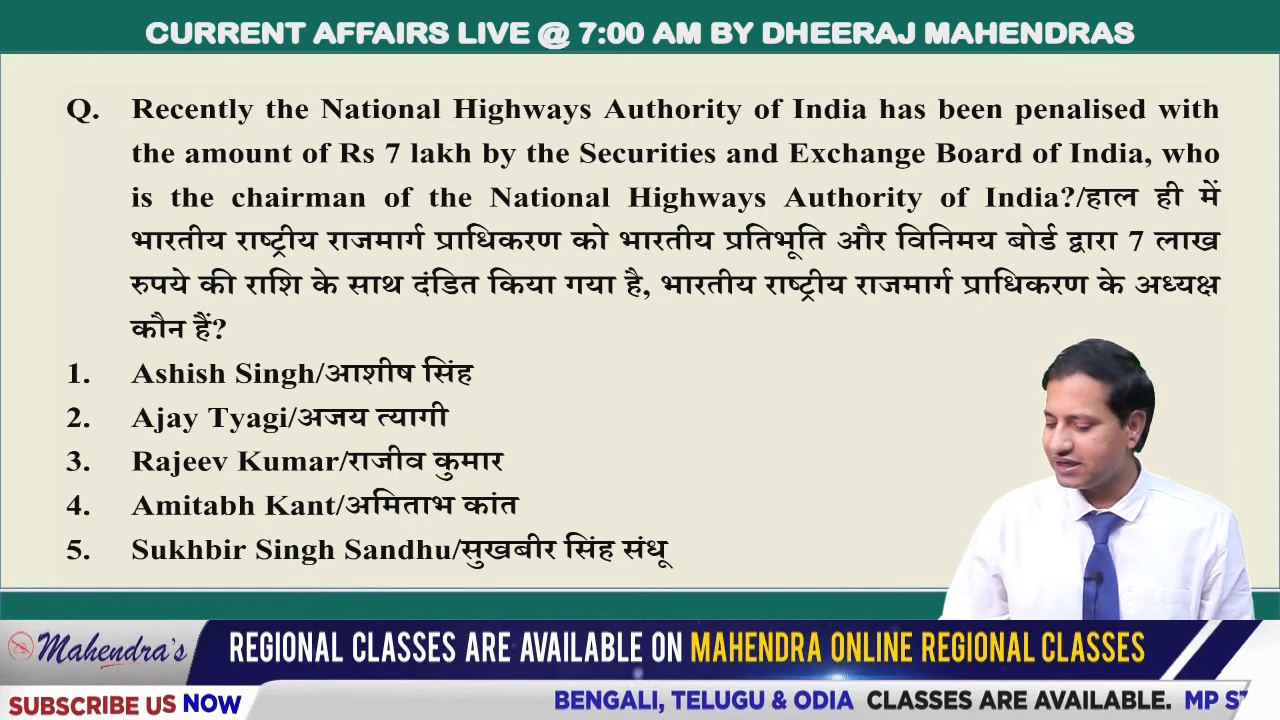 CURRENT AFFAIRS LIVE @ 7:00 AM BY DHEERAJ MAHENDRAS
Q. Recently the National Highways Authority of India has been penalised with
the amount of Rs 7 lakh by the Securities and Exchange Board of India, who
is the chairman of the National Highways Authority of India?/हाल ही में
भारतीय राष्ट्रीय राजमार्ग प्राधिकरण को भारतीय प्रतिभूति और विनिमय बोर्ड द्वारा 7 लाख
रुपये की राशि के साथ दंडित किया गया है, भारतीय राष्ट्रीय राजमार्ग प्राधिकरण के अध्यक्ष
कौन हैं?
1. Ashish Singh/आशीष सिंह
2. Ajay Tyagi/अजय त्यागी
3. Rajeev Kumar/राजीव कुमार
4. Amitabh Kant/अमिताभ कांत
5. Sukhbir Singh Sandhu/सुखबीर सिंह संधू
Mahendra's REGIONAL CLASSES ARE AVAILABLE ON MAHENDRA ONLINE REGIONAL CLASSES
SUBSCRIBE US NOW BENGALI, TELUGU & ODIA CLASSES ARE AVAILABLE. MP